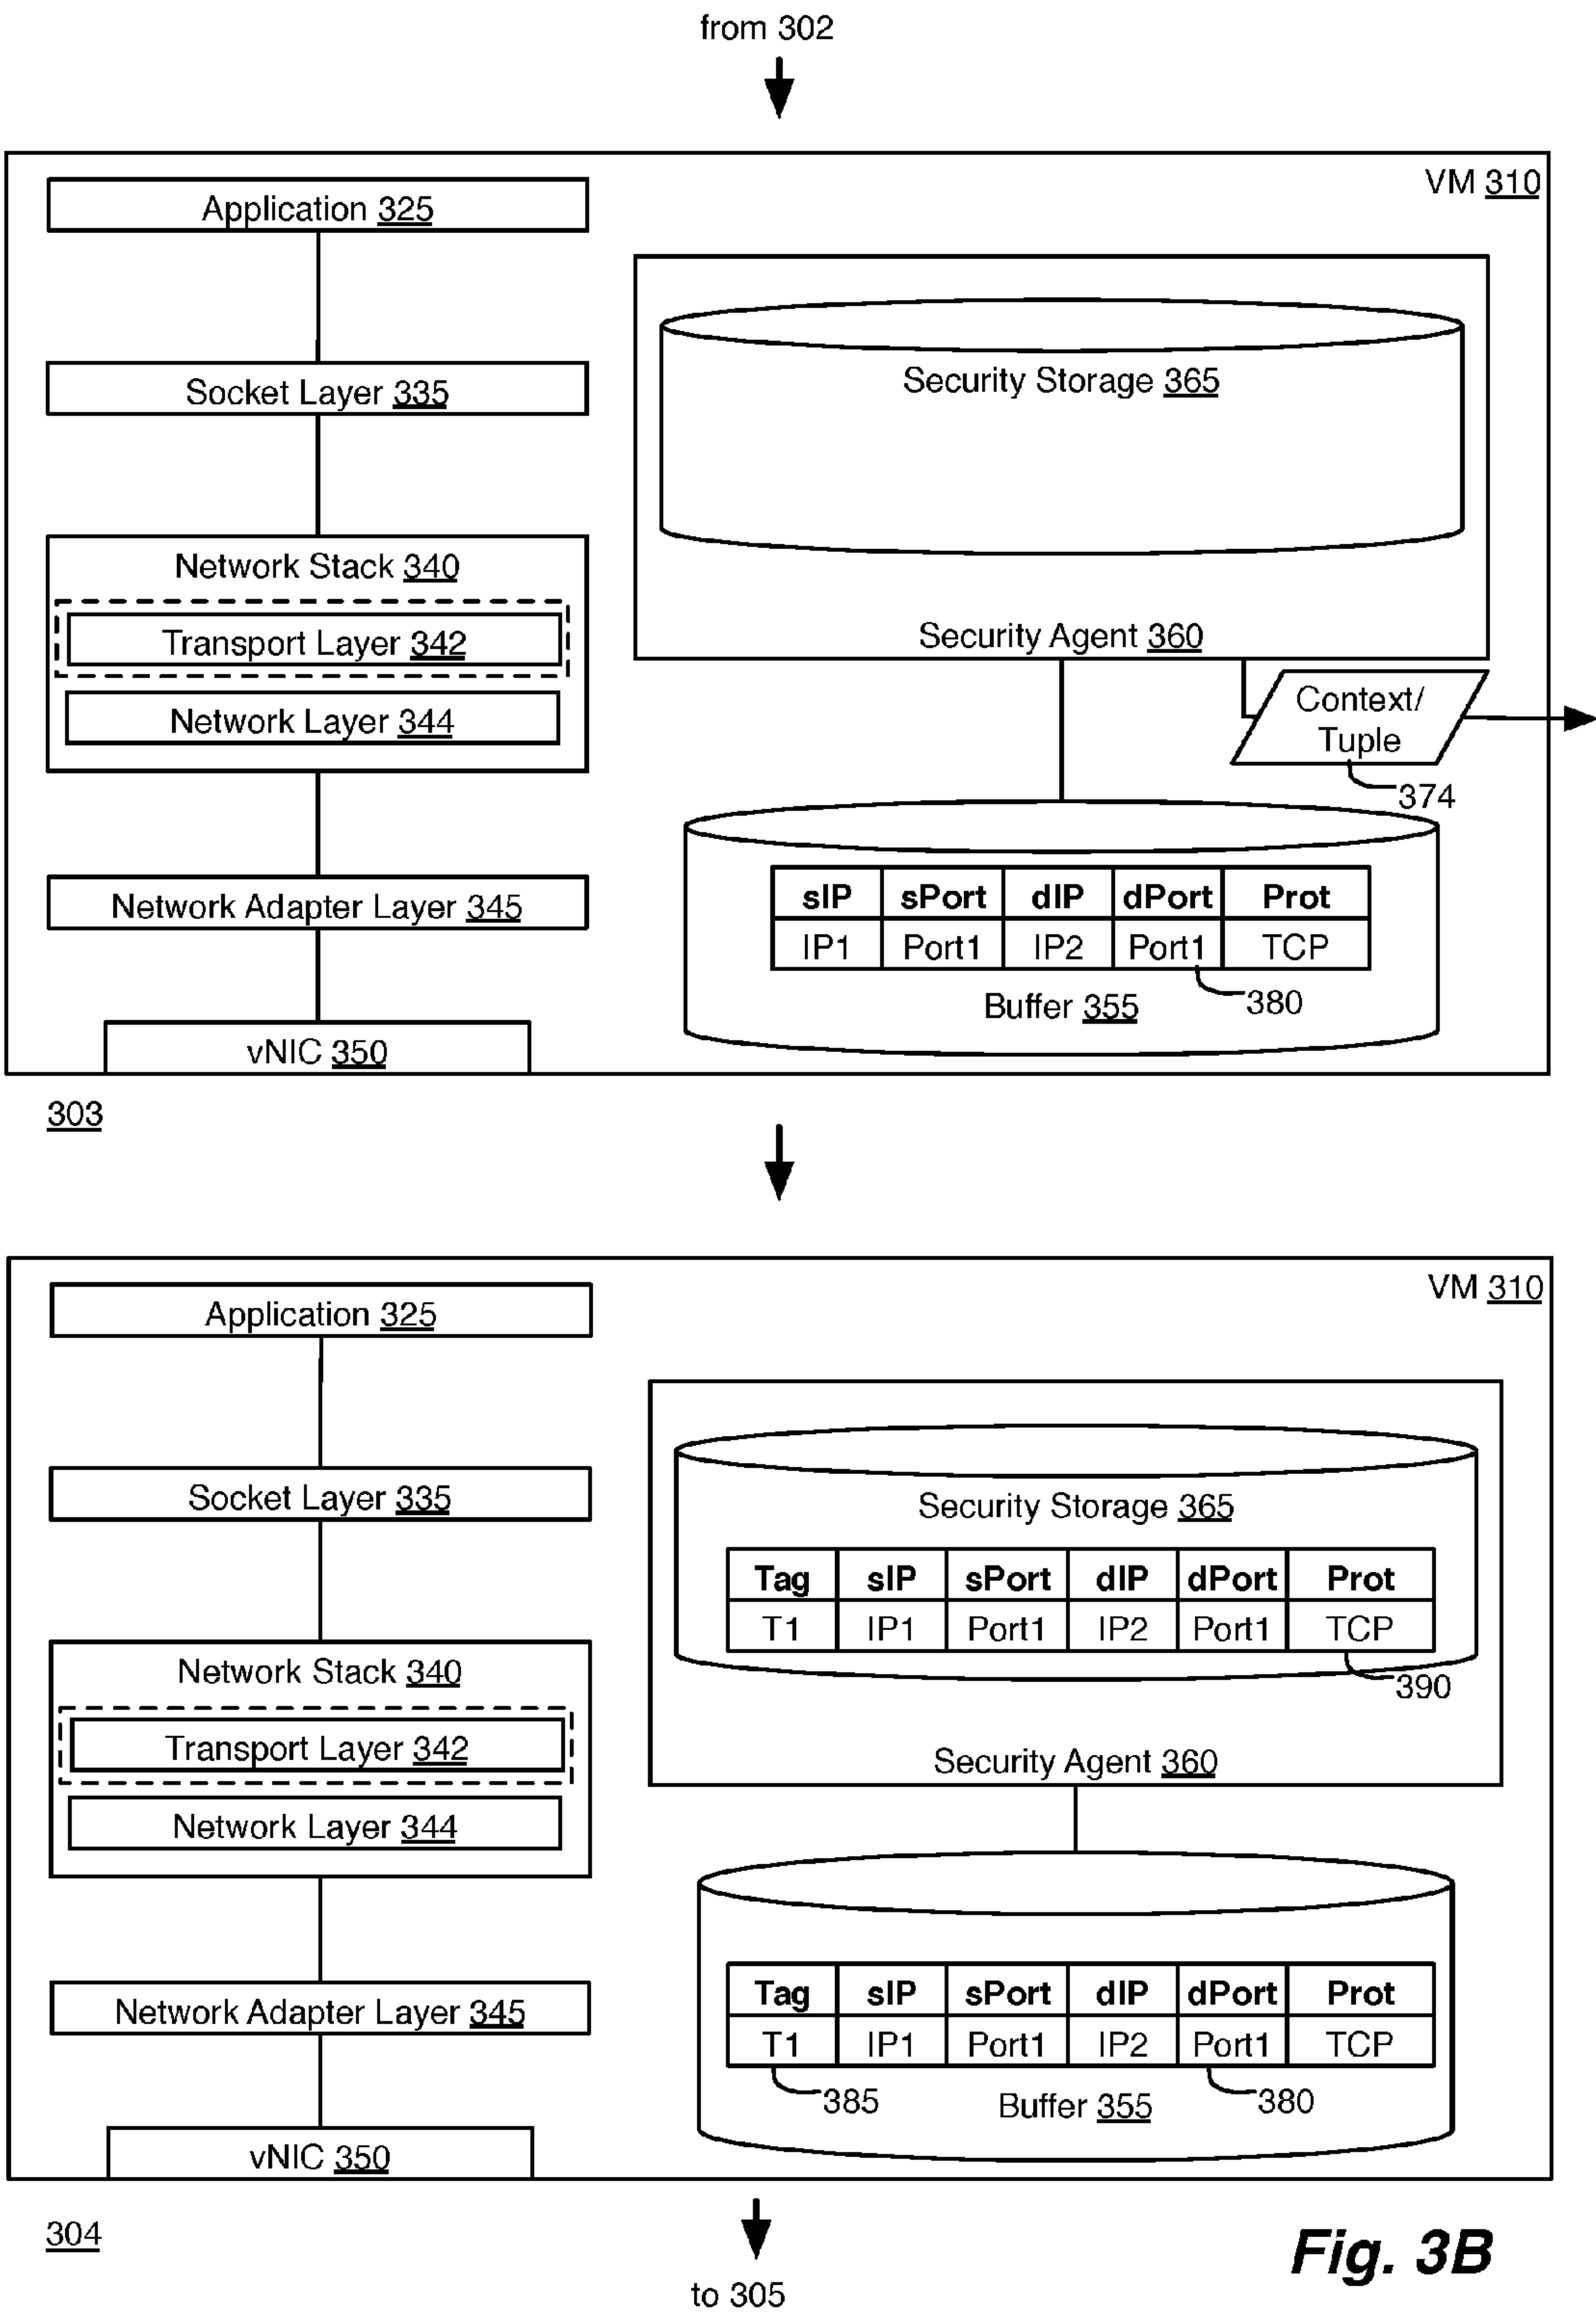 from 302
VM 310
Application 325
Socket Layer 335
Security Storage 365
Network Stack 340
Transport Layer 342
Network Layer 344
Security Agent 360
Context/
Tuple
374
Network Adapter Layer 345
sIP sPort dIP dPort Prot
IP1 Port1 IP2 Port1 TCP
Buffer 355
380
vNIC 350
303
VM 310
Application 325
Socket Layer 335
Security Storage 365
Tag sIP sPort dIP dPort Prot
T1 IP1 Port1 IP2 Port1 TCP
390
Network Stack 340
Transport Layer 342
Network Layer 344
Security Agent 360
Network Adapter Layer 345
Tag sIP sPort dIP dPort Prot
T1 IP1 Port1 IP2 Port1 TCP
385
Buffer 355
380
vNIC 350
304
to 305
Fig. 3B